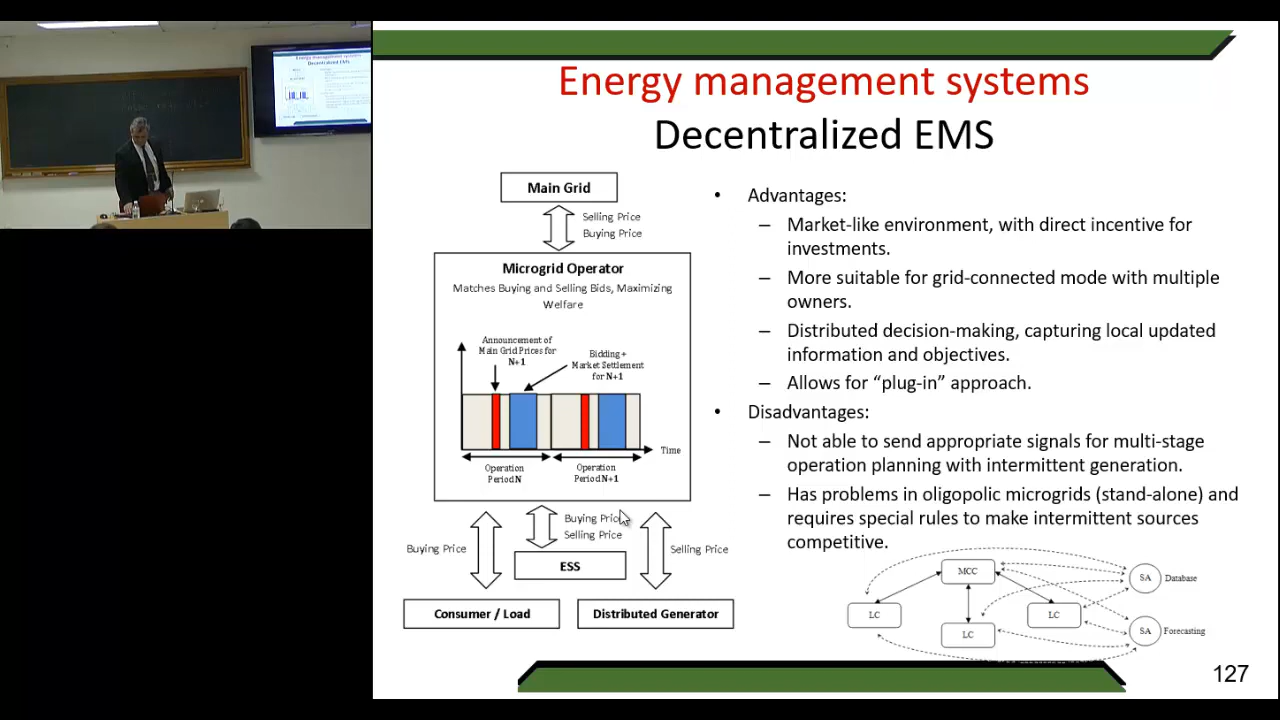 Energy management systems
Decentralized EMS
Main Grid
Selling Price
Buying Price
Microgrid Operator
Matches Buying and Selling Bids, Maximizing
Welfare
Announcement of
Main Grid Prices for
N+1
Bidding +
Market Settlement
for N+1
Time
Operation
Period N
Operation
Period N+1
Buying Price
Buying Price
Selling Price
Selling Price
ESS
Consumer / Load
Distributed Generator
• Advantages:
– Market-like environment, with direct incentive for
investments.
– More suitable for grid-connected mode with multiple
owners.
– Distributed decision-making, capturing local updated
information and objectives.
– Allows for “plug-in” approach.
• Disadvantages:
– Not able to send appropriate signals for multi-stage
operation planning with intermittent generation.
– Has problems in oligopolic microgrids (stand-alone) and
requires special rules to make intermittent sources
competitive.
MCC
SA
Database
LC
LC
LC
SA
Forecasting
127
Energy management systems
Decentralized EMS